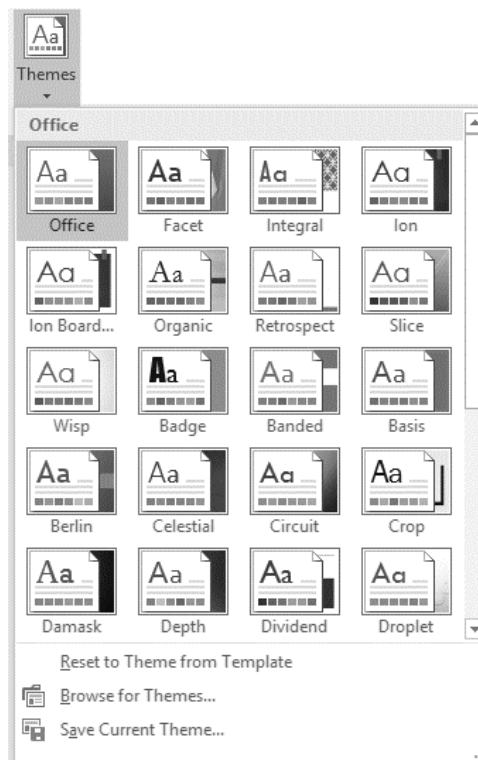 Aa
Themes
Office
Aa Aa Aa Aa
Office Facet Integral Ion
Aa Aa Aa Aa
Ion Board... Organic Retrospect Slice
Aa Aa Aa Aa
Wisp Badge Banded Basis
Aa Aa Aa Aa
Berlin Celestial Circuit Crop
Aa Aa Aa Aa
Damask Depth Dividend Droplet
Reset to Theme from Template
Browse for Themes...
Save Current Theme...